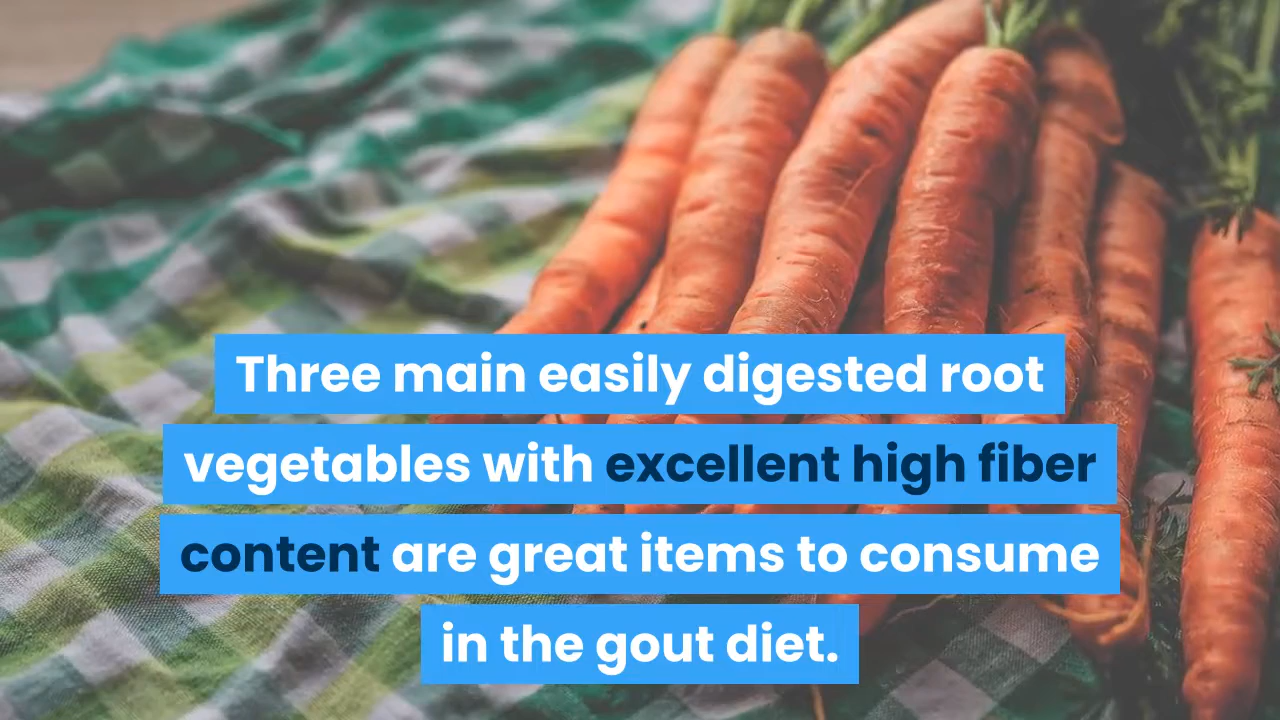 Three main easily digested root
vegetables with excellent high fiber
content are great items to consume
in the gout diet.